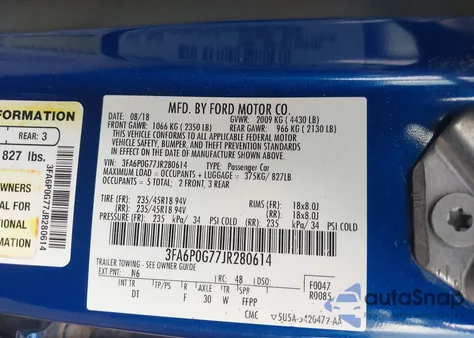 MFD. BY FORD MOTOR CO.
DATE: 08/18 GVWR: 2009 KG ( 4430 LB)
FRONT GAWR: 1066 KG ( 2350 LB) REAR GAWR: 966 KG ( 2130 LB)
THIS VEHICLE CONFORMS TO ALL APPLICABLE FEDERAL MOTOR
VEHICLE SAFETY, BUMPER, AND THEFT PREVENTION STANDARDS
IN EFFECT ON THE DATE OF MANUFACTURE SHOWN ABOVE.
VIN: 3FA6P0G77JR280614 TYPE: Passenger Car
MAXIMUM LOAD = OCCUPANTS + LUGGAGE = 375KG/ 827LB
OCCUPANTS = 5 TOTAL; 2 FRONT, 3 REAR
TIRE (FR): 235/45R18 94V RIMS (FR): 18x8.0J
(RR): 235/45R18 94V (RR): 18x8.0J
PRESSURE (FR): 235 kPa/ 34 PSI COLD (RR): 235 kPa/ 34 PSI COLD
3FA6P0G77JR280614
TRAILER TOWING - SEE OWNER GUIDE
EXT PNT: N6 RC: 48 DSO: F0047
R0085
INT TR TP/PS R AXLE TR SPR
DT F 30 W FFPP
CMC
FORMATION
REAR: 3
827 lbs.
WNERS
OR
ional
ation
3FA6P0G77JR280614
autoSnap